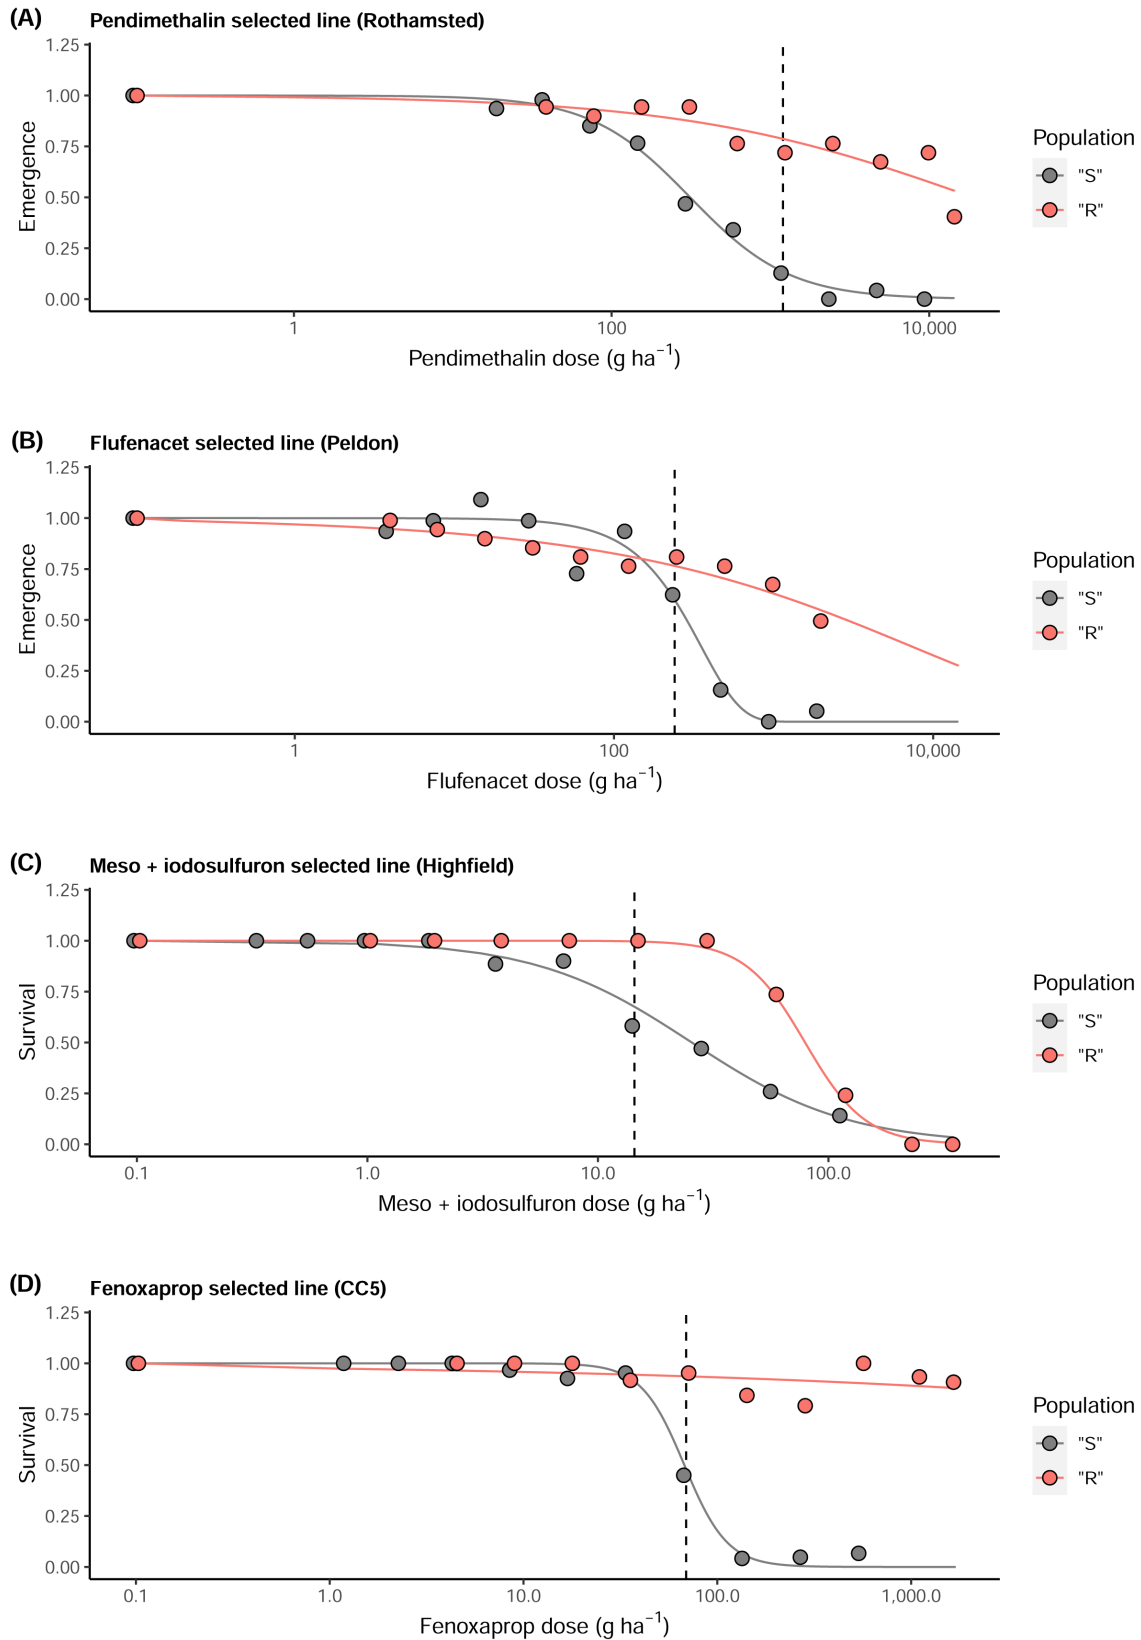 (A)
Pendimethalin selected line (Rothamsted)
1.25
1.00
0.75
0.50
0.25
0.00
Emergence
1
100
10,000
Pendimethalin dose (g ha⁻¹)
Population
"S"
"R"
(B)
Flufenacet selected line (Peldon)
1.25
1.00
0.75
0.50
0.25
0.00
Emergence
1
100
10,000
Flufenacet dose (g ha⁻¹)
Population
"S"
"R"
(C)
Meso + iodosulfuron selected line (Highfield)
1.25
1.00
0.75
0.50
0.25
0.00
Survival
0.1
1.0
10.0
100.0
Meso + iodosulfuron dose (g ha⁻¹)
Population
"S"
"R"
(D)
Fenoxaprop selected line (CC5)
1.25
1.00
0.75
0.50
0.25
0.00
Survival
0.1
1.0
10.0
100.0
1,000.0
Fenoxaprop dose (g ha⁻¹)
Population
"S"
"R"